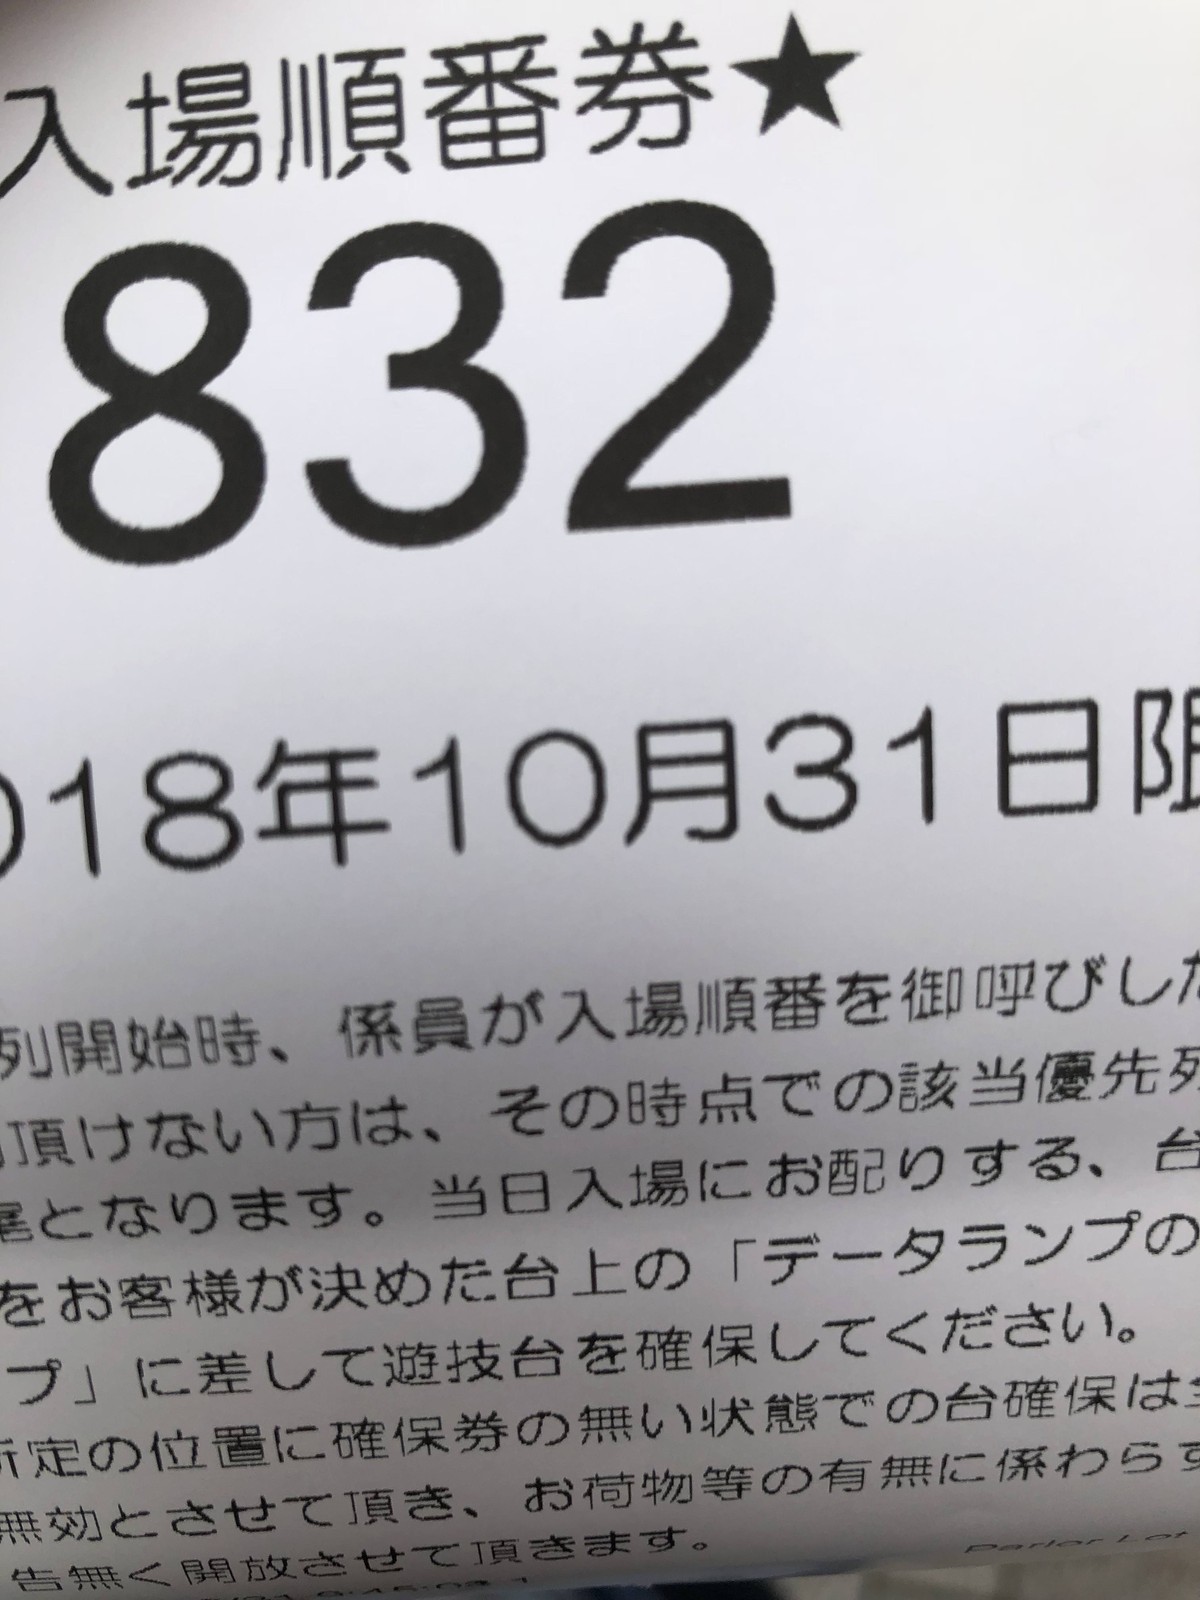 入場順番券★
832
018年10月31日限
列開始時、係員が入場順番を御呼びした
頂けない方は、その時点での該当優先列
尾となります。当日入場にお配りする、台
をお客様が決めた台上の「データランプの
プ」に差して遊技台を確保してください。
所定の位置に確保券の無い状態での台確保は全
無効とさせて頂き、お荷物等の有無に係わらず
告無く開放させて頂きます。
Parlor